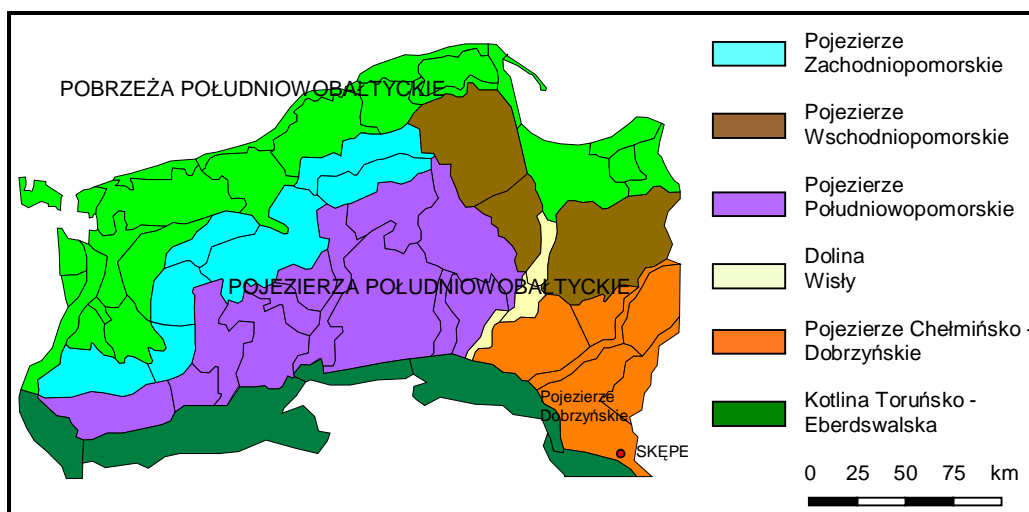 POBRZEŻA POŁUDNIOWOBAŁTYCKIE
POJEZIERZA POŁUDNIOWOBAŁTYCKIE
Pojezierze
Dobrzyńskie
SKĘPE
Pojezierze
Zachodniopomorskie
Pojezierze
Wschodniopomorskie
Pojezierze
Południowopomorskie
Dolina
Wisły
Pojezierze Chełmińsko -
Dobrzyńskie
Kotlina Toruńsko -
Eberdswalska
0 25 50 75 km